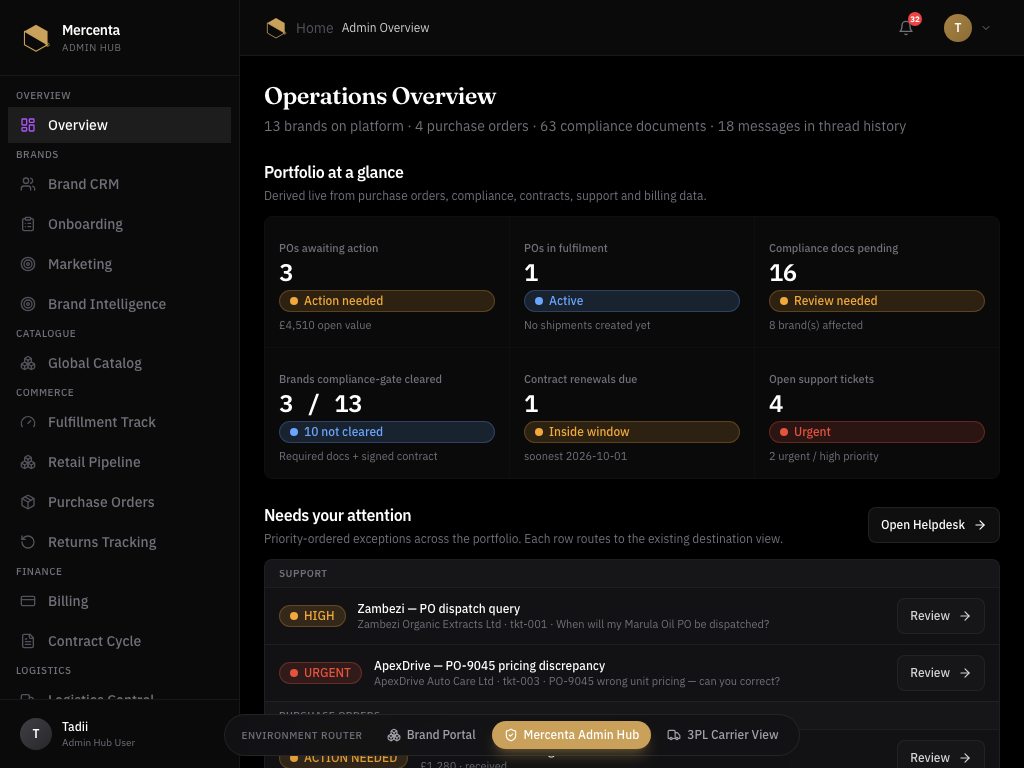 Mercenta
ADMIN HUB
OVERVIEW
Overview
BRANDS
Brand CRM
Onboarding
Marketing
Brand Intelligence
CATALOGUE
Global Catalog
COMMERCE
Fulfillment Track
Retail Pipeline
Purchase Orders
Returns Tracking
FINANCE
Billing
Contract Cycle
LOGISTICS
Logistics Control
T
Tadii
Admin Hub User
Home Admin Overview
32
T
Operations Overview
13 brands on platform · 4 purchase orders · 63 compliance documents · 18 messages in thread history
Portfolio at a glance
Derived live from purchase orders, compliance, contracts, support and billing data.
POs awaiting action
3
Action needed
£4,510 open value
POs in fulfilment
1
Active
No shipments created yet
Compliance docs pending
16
Review needed
8 brand(s) affected
Brands compliance-gate cleared
3 / 13
10 not cleared
Required docs + signed contract
Contract renewals due
1
Inside window
soonest 2026-10-01
Open support tickets
4
Urgent
2 urgent / high priority
Needs your attention
Priority-ordered exceptions across the portfolio. Each row routes to the existing destination view.
Open Helpdesk
SUPPORT
HIGH
Zambezi — PO dispatch query
Zambezi Organic Extracts Ltd · tkt-001 · When will my Marula Oil PO be dispatched?
Review
URGENT
ApexDrive — PO-9045 pricing discrepancy
ApexDrive Auto Care Ltd · tkt-003 · PO-9045 wrong unit pricing — can you correct?
Review
PURCHASE ORDERS
ACTION NEEDED
£1,280 · received
Review
ENVIRONMENT ROUTER
Brand Portal
Mercenta Admin Hub
3PL Carrier View